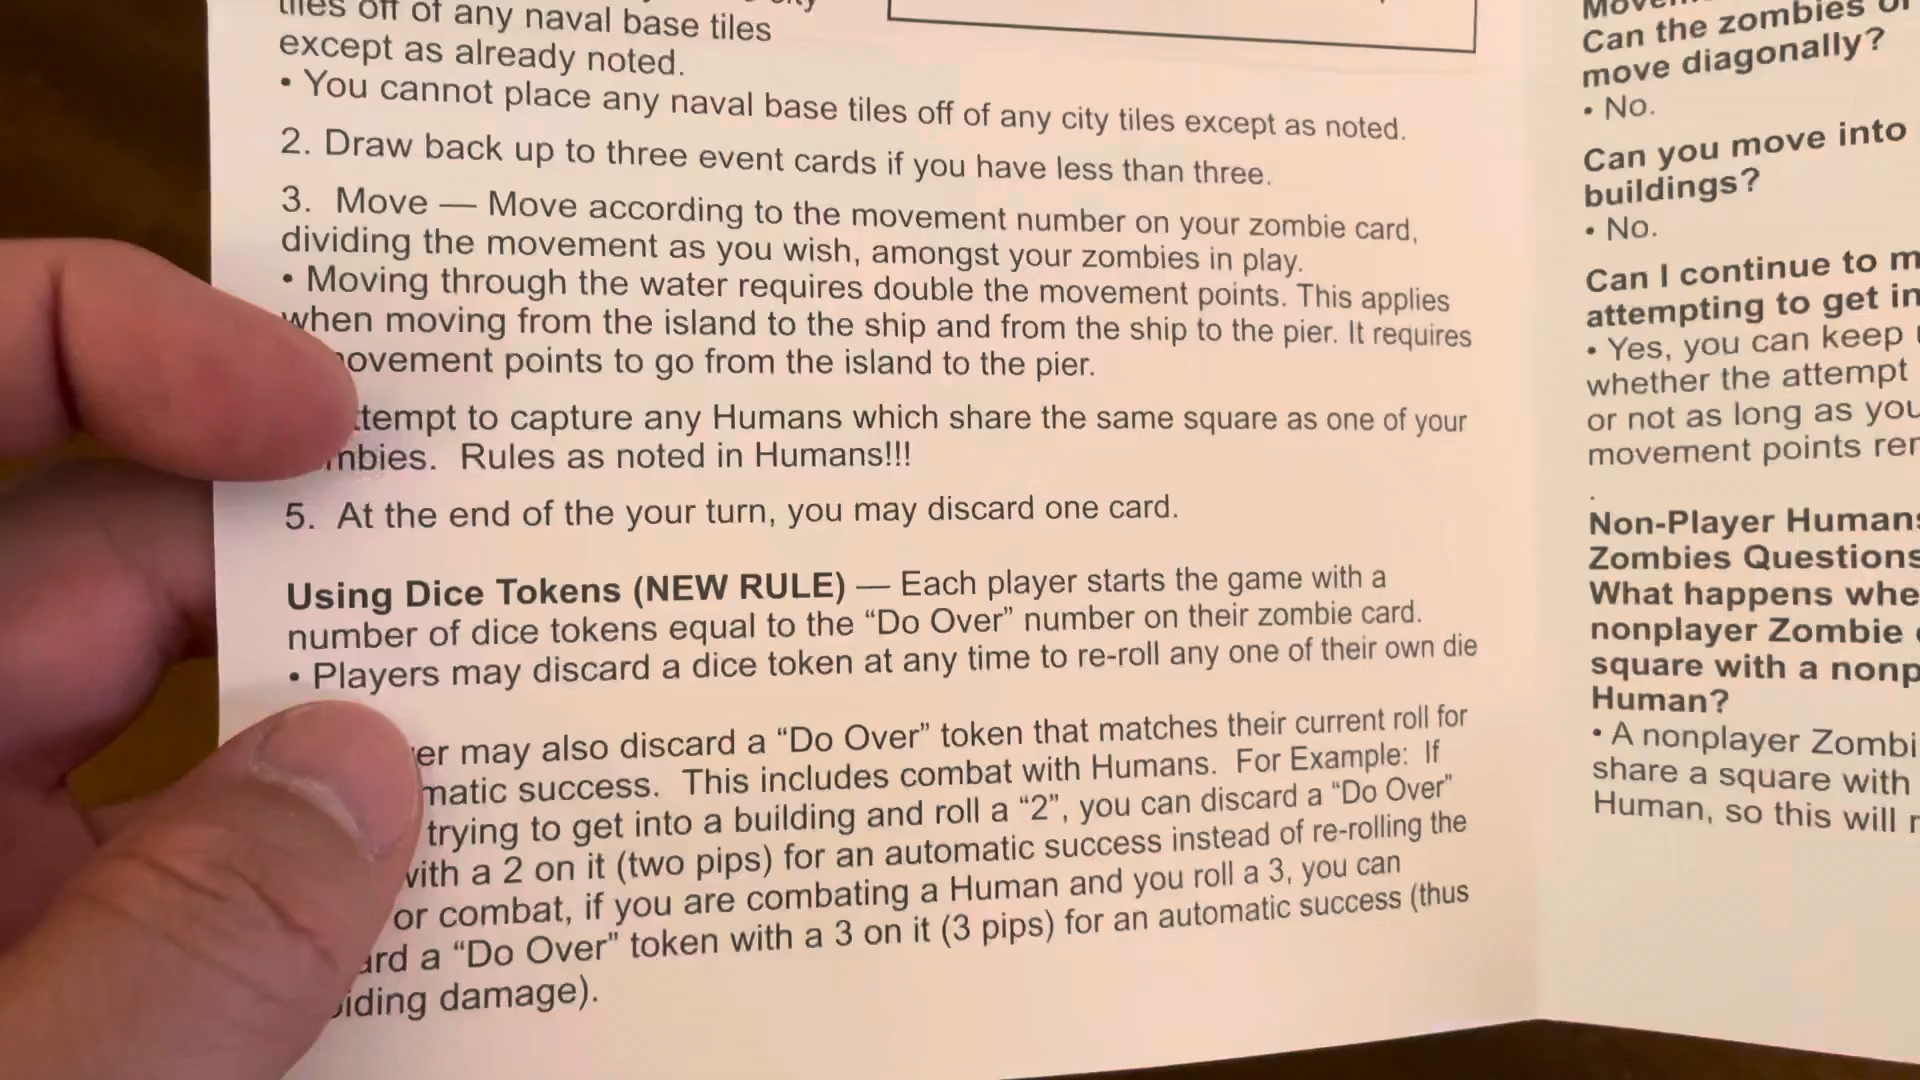 tiles off of any naval base tiles
except as already noted.
• You cannot place any naval base tiles off of any city tiles except as noted.
2. Draw back up to three event cards if you have less than three.
3. Move — Move according to the movement number on your zombie card,
dividing the movement as you wish, amongst your zombies in play.
• Moving through the water requires double the movement points. This applies
when moving from the island to the ship and from the ship to the pier. It requires
movement points to go from the island to the pier.
ttempt to capture any Humans which share the same square as one of your
mbies. Rules as noted in Humans!!!
5. At the end of the your turn, you may discard one card.
Using Dice Tokens (NEW RULE) — Each player starts the game with a
number of dice tokens equal to the “Do Over” number on their zombie card.
• Players may discard a dice token at any time to re-roll any one of their own die
er may also discard a “Do Over” token that matches their current roll for
matic success. This includes combat with Humans. For Example: If
trying to get into a building and roll a “2”, you can discard a “Do Over”
with a 2 on it (two pips) for an automatic success instead of re-rolling the
or combat, if you are combating a Human and you roll a 3, you can
ard a “Do Over” token with a 3 on it (3 pips) for an automatic success (thus
iding damage).
Can the zombies
move diagonally?
• No.
Can you move into
buildings?
• No.
Can I continue to m
attempting to get in
• Yes, you can keep
whether the attempt
or not as long as you
movement points rer
.
Non-Player Humans
Zombies Questions
What happens whe
nonplayer Zombie
square with a nonp
Human?
• A nonplayer Zombi
share a square with
Human, so this will